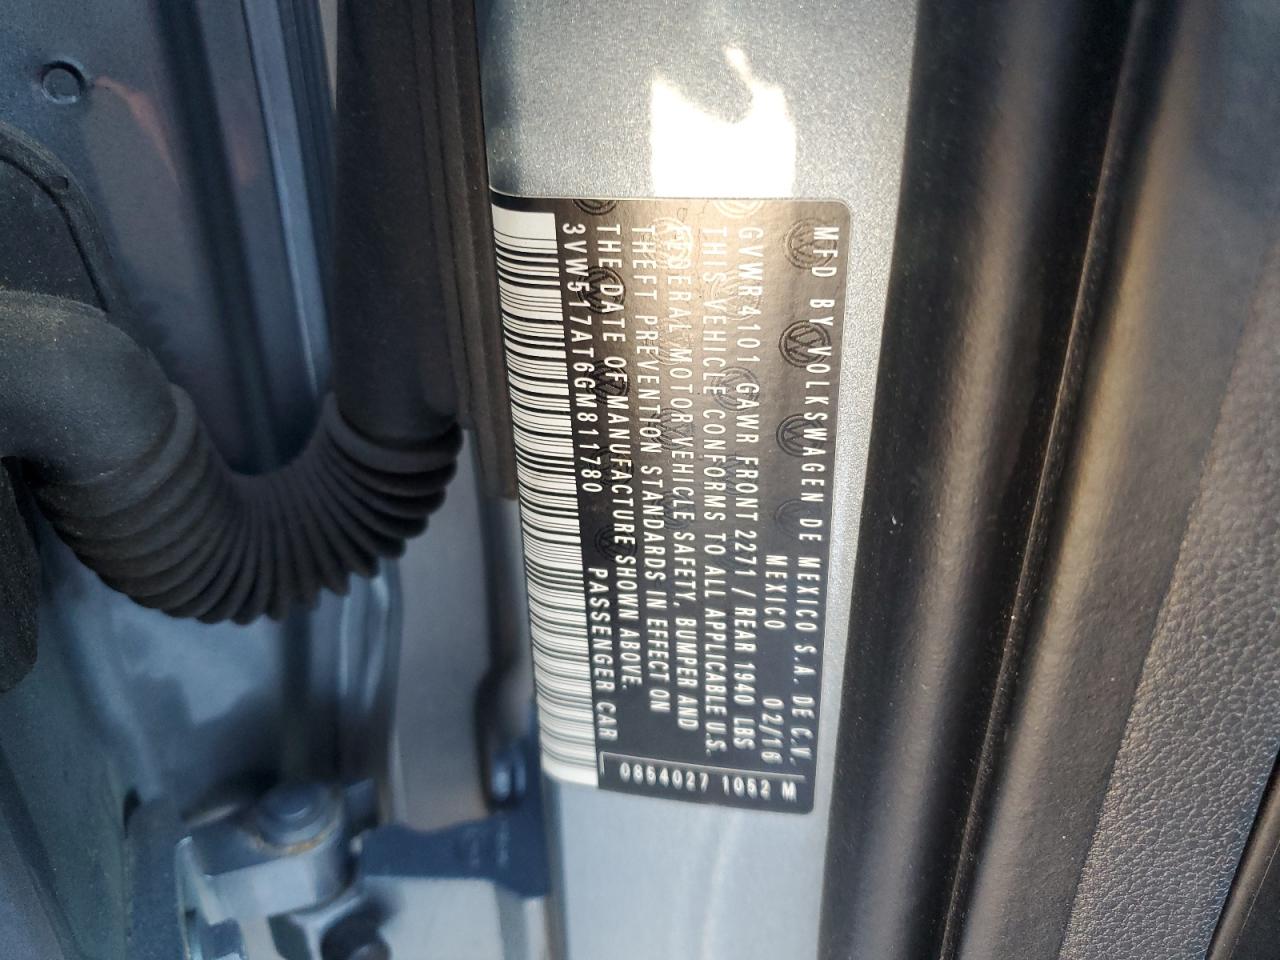 MFD BY VOLKSWAGEN DE MEXICO S.A. DE C.V.
MEXICO 02/16
GVWR 4101 GAWR FRONT 2271 / REAR 1940 LBS
THIS VEHICLE CONFORMS TO ALL APPLICABLE U.S.
FEDERAL MOTOR VEHICLE SAFETY, BUMPER AND
THEFT PREVENTION STANDARDS IN EFFECT ON
THE DATE OF MANUFACTURE SHOWN ABOVE.
3VW517AT6GM811780 PASSENGER CAR
0864027 1052 M